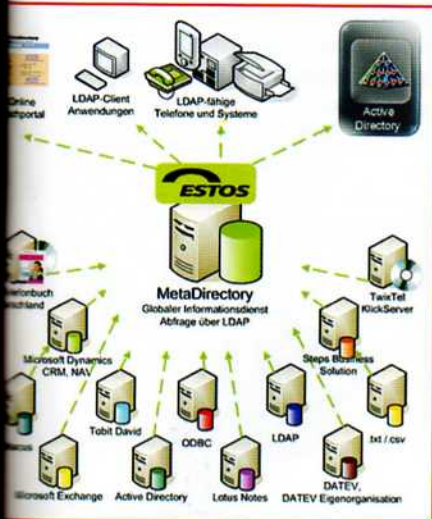 LDAP-Client
Anwendungen
LDAP-fähige
Telefone und Systeme
Active
Directory
ESTOS
MetaDirectory
Globaler Informationsdienst
Abfrage über LDAP
TwixTel
KlickServer
Microsoft Dynamics
CRM, NAV
Steps Business
Solution
Tobit David
ODBC
LDAP
.txt /.csv
Microsoft Exchange
Active Directory
Lotus Notes
DATEV,
DATEV Eigenorganisation